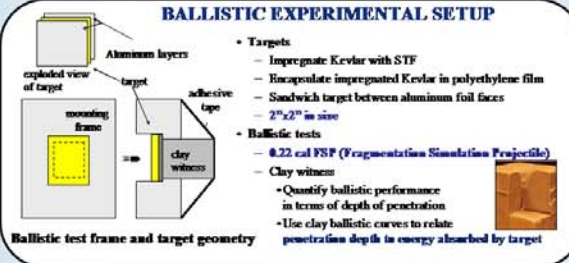 BALLISTIC EXPERIMENTAL SETUP
Aluminum layers
exploded view
of target
target
adhesive
tape
mounting
frame
clay
witness
Ballistic test frame and target geometry
• Targets
– Impregnate Kevlar with STF
– Encapsulate impregnated Kevlar in polyethylene film
– Sandwich target between aluminum foil faces
– 2"x2" in size
• Ballistic tests
– 0.22 cal FSP (Fragmentation Simulation Projectile)
– Clay witness
•Quantify ballistic performance
in terms of depth of penetration
•Use clay ballistic curves to relate
penetration depth to energy absorbed by target